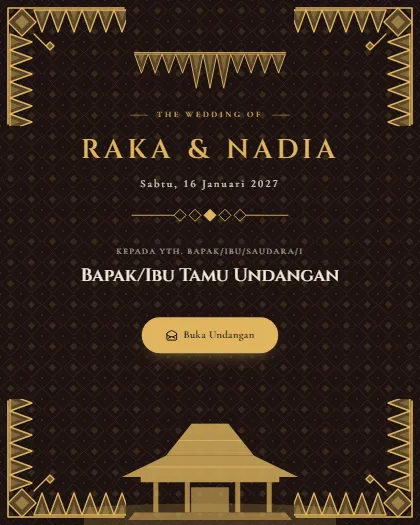 THE WEDDING OF
RAKA & NADIA
Sabtu, 16 Januari 2027
KEPADA YTH. BAPAK/IBU/SAUDARA/I
BAPAK/IBU TAMU UNDANGAN
Buka Undangan